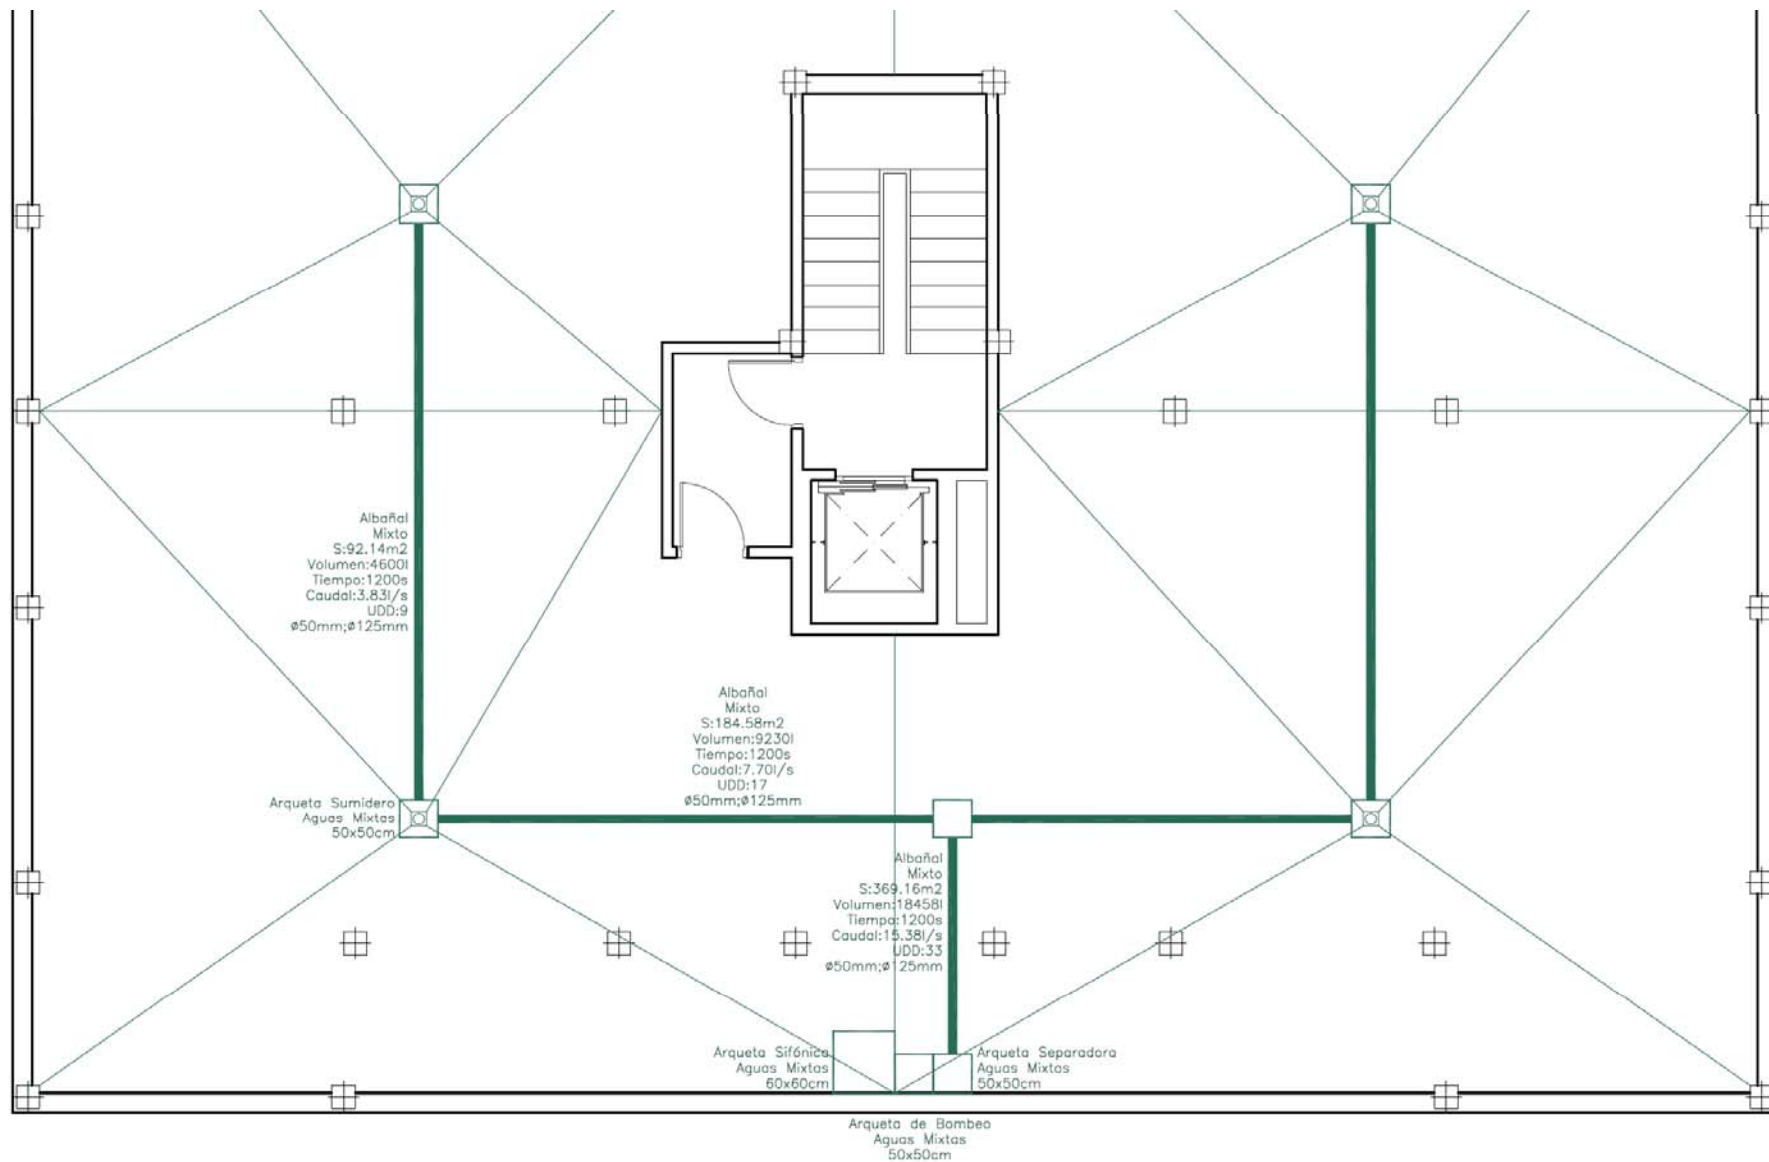 Albañal
Mixto
S:92.14m2
Volumen:4600l
Tiempo:1200s
Caudal:3.83l/s
UDD:9
ø50mm;ø125mm
Albañal
Mixto
S:184.58m2
Volumen:9230l
Tiempo:1200s
Caudal:7.70l/s
UDD:17
ø50mm;ø125mm
Arqueta Sumidero
Aguas Mixtas
50x50cm
Albañal
Mixto
S:369.16m2
Volumen:18458l
Tiempo:1200s
Caudal:15.38l/s
UDD:33
ø50mm;ø125mm
Arqueta Sifónica
Aguas Mixtas
60x60cm
Arqueta Separadora
Aguas Mixtas
50x50cm
Arqueta de Bombeo
Aguas Mixtas
50x50cm